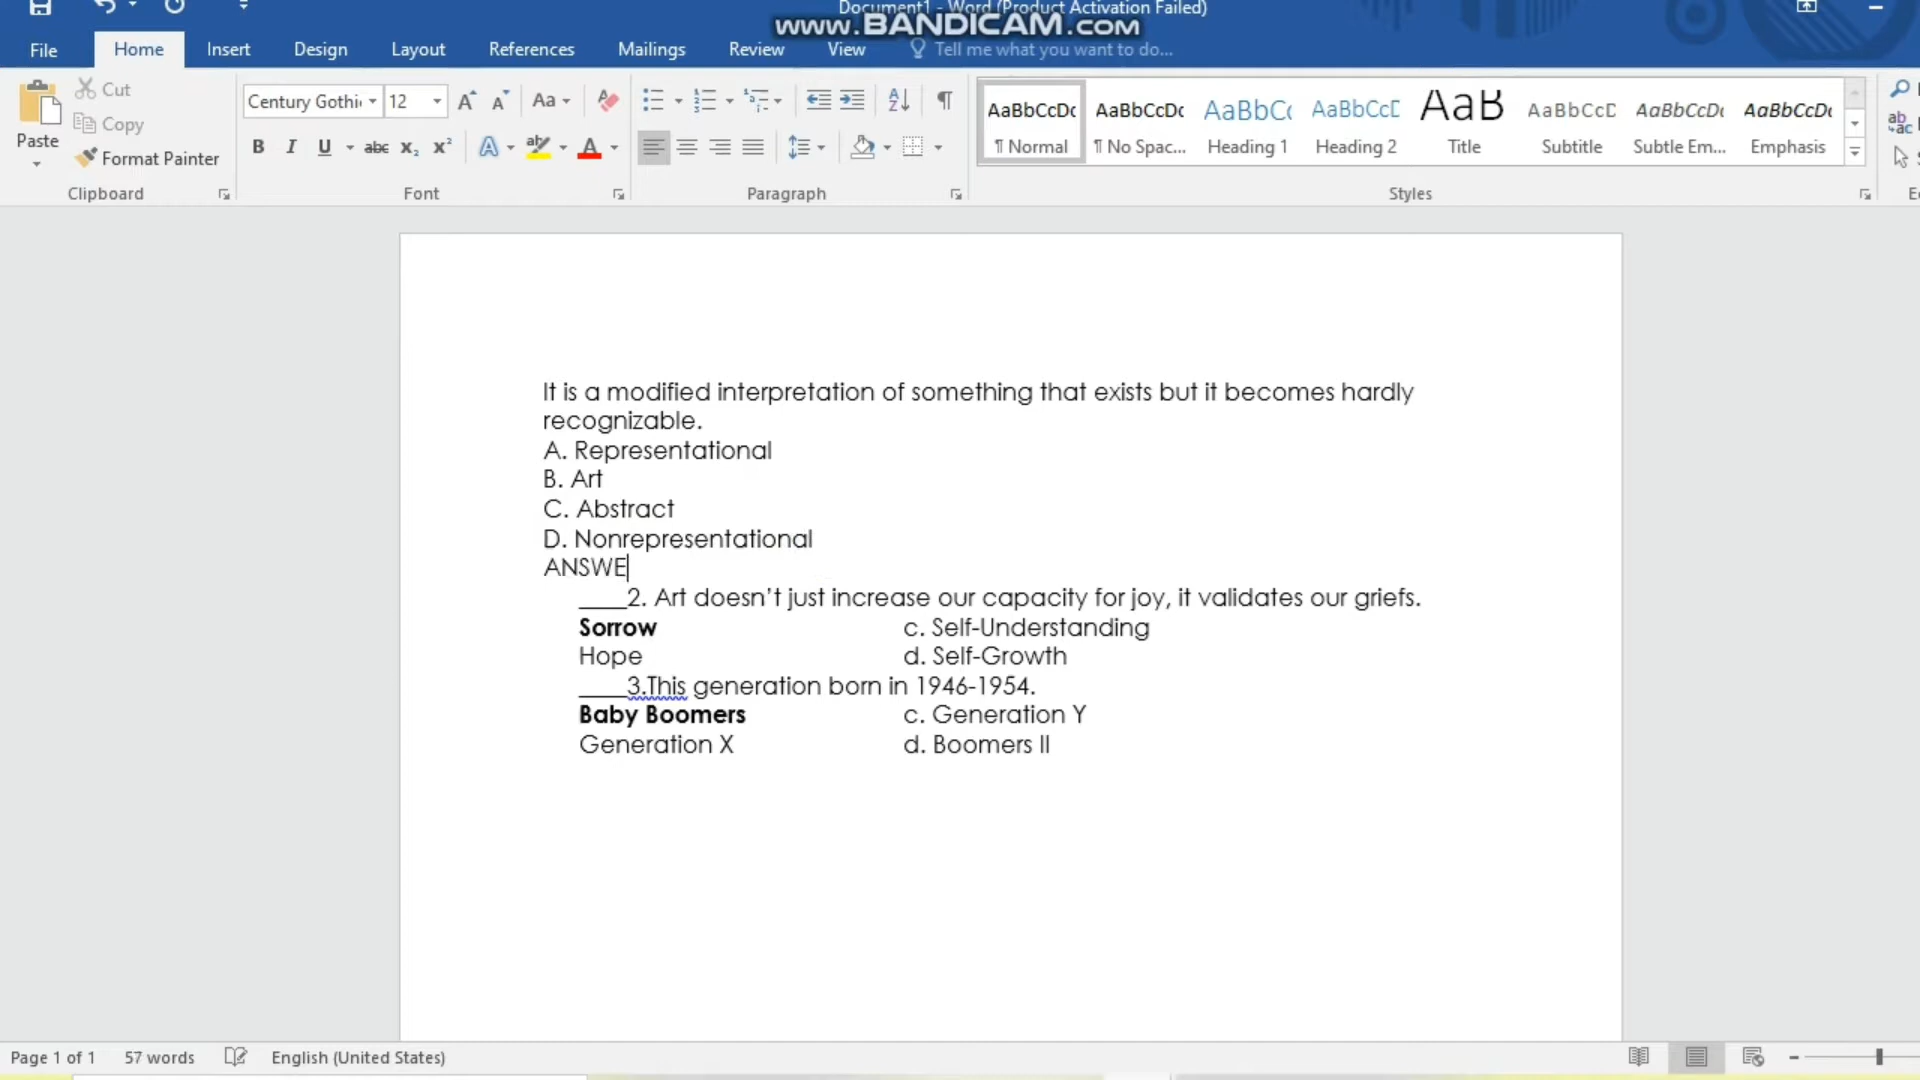 Document1 - Word (Product Activation Failed)
www.BANDICAM.com
File Home Insert Design Layout References Mailings Review View Tell me what you want to do...
Paste
Cut
Copy
Format Painter
Clipboard
Century Gothi 12
Aa
B I U abc X₂ X²
Font
Paragraph
AaBbCcDc AaBbCcDc AaBbCc AaBbCcD AaB AaBbCcD AaBbCcDc AaBbCcDc
¶ Normal ¶ No Spac... Heading 1 Heading 2 Title Subtitle Subtle Em... Emphasis
Styles
It is a modified interpretation of something that exists but it becomes hardly
recognizable.
A. Representational
B. Art
C. Abstract
D. Nonrepresentational
ANSWE
____2. Art doesn’t just increase our capacity for joy, it validates our griefs.
Sorrow c. Self-Understanding
Hope d. Self-Growth
____3.This generation born in 1946-1954.
Baby Boomers c. Generation Y
Generation X d. Boomers II
Page 1 of 1 57 words English (United States)